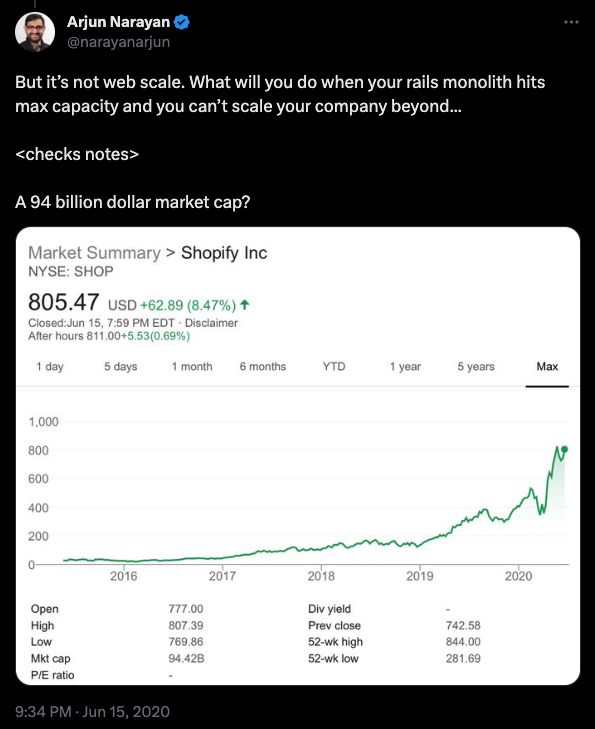 Arjun Narayan
@narayanarjun
But it’s not web scale. What will you do when your rails monolith hits
max capacity and you can’t scale your company beyond...
<checks notes>
A 94 billion dollar market cap?
Market Summary > Shopify Inc
NYSE: SHOP
805.47 USD +62.89 (8.47%) ↑
Closed:Jun 15, 7:59 PM EDT · Disclaimer
After hours 811.00+5.53(0.69%)
1 day 5 days 1 month 6 months YTD 1 year 5 years Max
1,000
800
600
400
200
0
2016 2017 2018 2019 2020
Open 777.00 Div yield -
High 807.39 Prev close 742.58
Low 769.86 52-wk high 844.00
Mkt cap 94.42B 52-wk low 281.69
P/E ratio -
9:34 PM · Jun 15, 2020